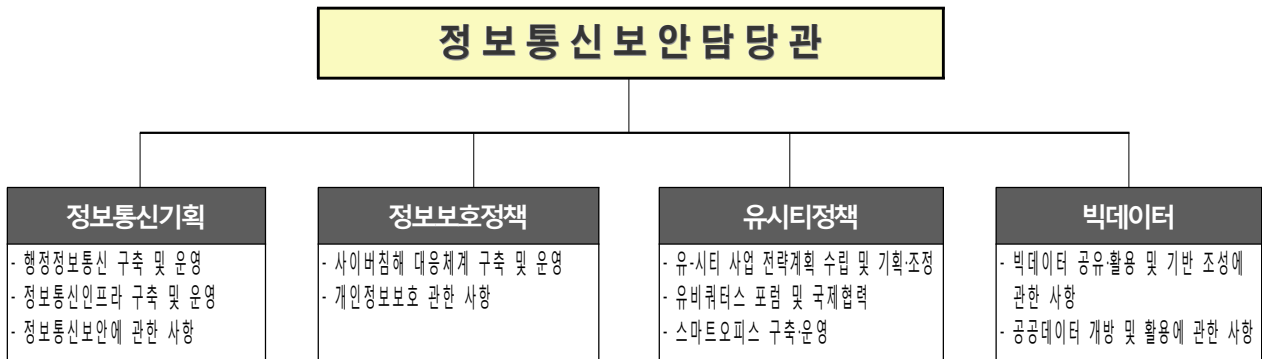 정보통신보안담당관
정보통신기획
- 행정정보통신 구축 및 운영
- 정보통신인프라 구축 및 운영
- 정보통신보안에 관한 사항
정보보호정책
- 사이버침해 대응체계 구축 및 운영
- 개인정보보호 관한 사항
유시티정책
- 유-시티 사업 전략계획 수립 및 기획·조정
- 유비쿼터스 포럼 및 국제협력
- 스마트오피스 구축·운영
빅데이터
- 빅데이터 공유·활용 및 기반 조성에
관한 사항
- 공공데이터 개방 및 활용에 관한 사항